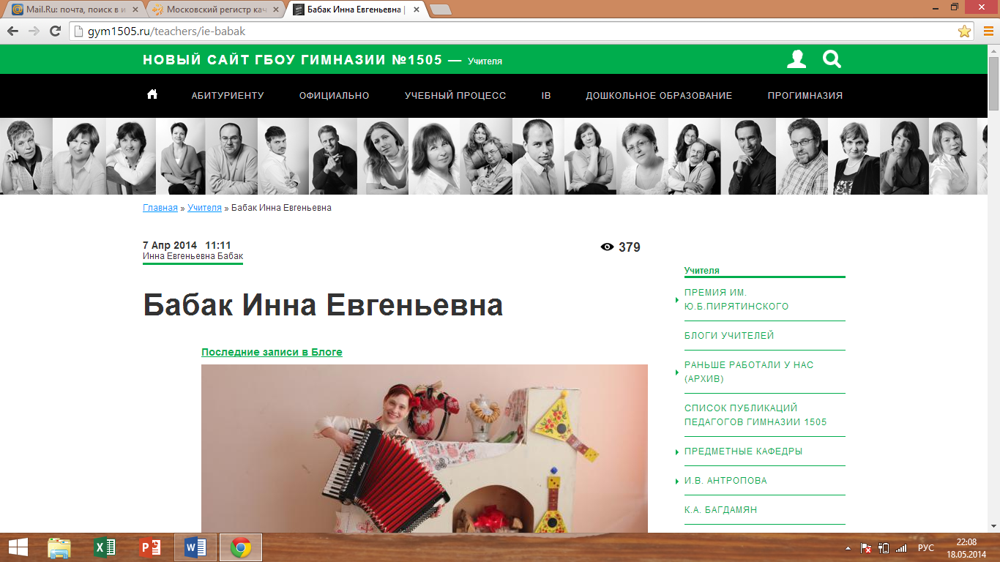 Mail.Ru: почта, поиск в и
Московский регистр кач
Бабак Инна Евгеньевна |
gym1505.ru/teachers/ie-babak
НОВЫЙ САЙТ ГБОУ ГИМНАЗИИ №1505 — Учителя
АБИТУРИЕНТУ ОФИЦИАЛЬНО УЧЕБНЫЙ ПРОЦЕСС IB ДОШКОЛЬНОЕ ОБРАЗОВАНИЕ ПРОГИМНАЗИЯ
Главная » Учителя » Бабак Инна Евгеньевна
7 Апр 2014 11:11
379
Инна Евгеньевна Бабак
Бабак Инна Евгеньевна
Последние записи в Блоге
Учителя
ПРЕМИЯ ИМ.
Ю.Б.ПИРЯТИНСКОГО
БЛОГИ УЧИТЕЛЕЙ
РАНЬШЕ РАБОТАЛИ У НАС
(АРХИВ)
СПИСОК ПУБЛИКАЦИЙ
ПЕДАГОГОВ ГИМНАЗИИ 1505
ПРЕДМЕТНЫЕ КАФЕДРЫ
И.В. АНТРОПОВА
К.А. БАГДАМЯН
РУС
22:08
18.05.2014